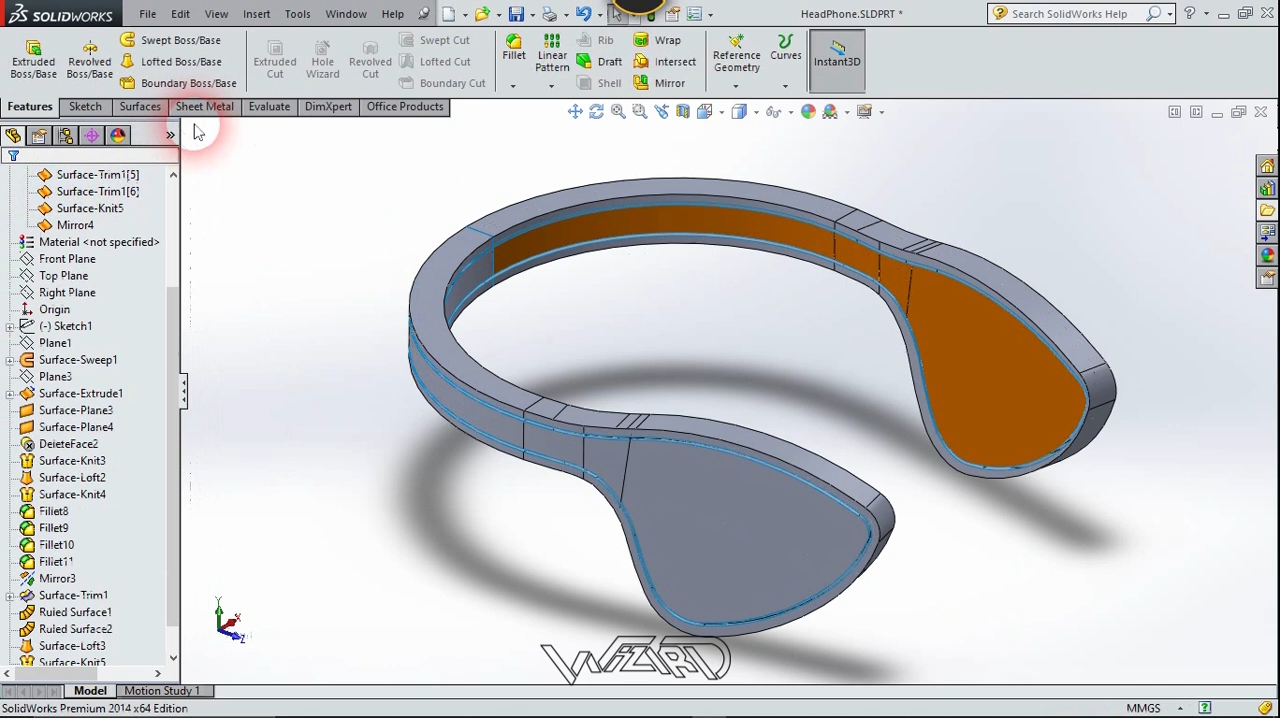 SOLIDWORKS File Edit View Insert Tools Window Help HeadPhone.SLDPRT * Search SolidWorks Help
Extruded Boss/Base
Revolved Boss/Base
Swept Boss/Base
Lofted Boss/Base
Boundary Boss/Base
Extruded Cut
Hole Wizard
Revolved Cut
Swept Cut
Lofted Cut
Boundary Cut
Fillet
Linear Pattern
Rib
Draft
Shell
Wrap
Intersect
Mirror
Reference Geometry
Curves
Instant3D
Features Sketch Surfaces Sheet Metal Evaluate DimXpert Office Products
Surface-Trim1[5]
Surface-Trim1[6]
Surface-Knit5
Mirror4
Material <not specified>
Front Plane
Top Plane
Right Plane
Origin
(-) Sketch1
Plane1
Surface-Sweep1
Plane3
Surface-Extrude1
Surface-Plane3
Surface-Plane4
DeleteFace2
Surface-Knit3
Surface-Loft2
Surface-Knit4
Fillet8
Fillet9
Fillet10
Fillet11
Mirror3
Surface-Trim1
Ruled Surface1
Ruled Surface2
Surface-Loft3
Surface-Knit5
Y
X
Z
WIZARD
Model Motion Study 1
SolidWorks Premium 2014 x64 Edition MMGS